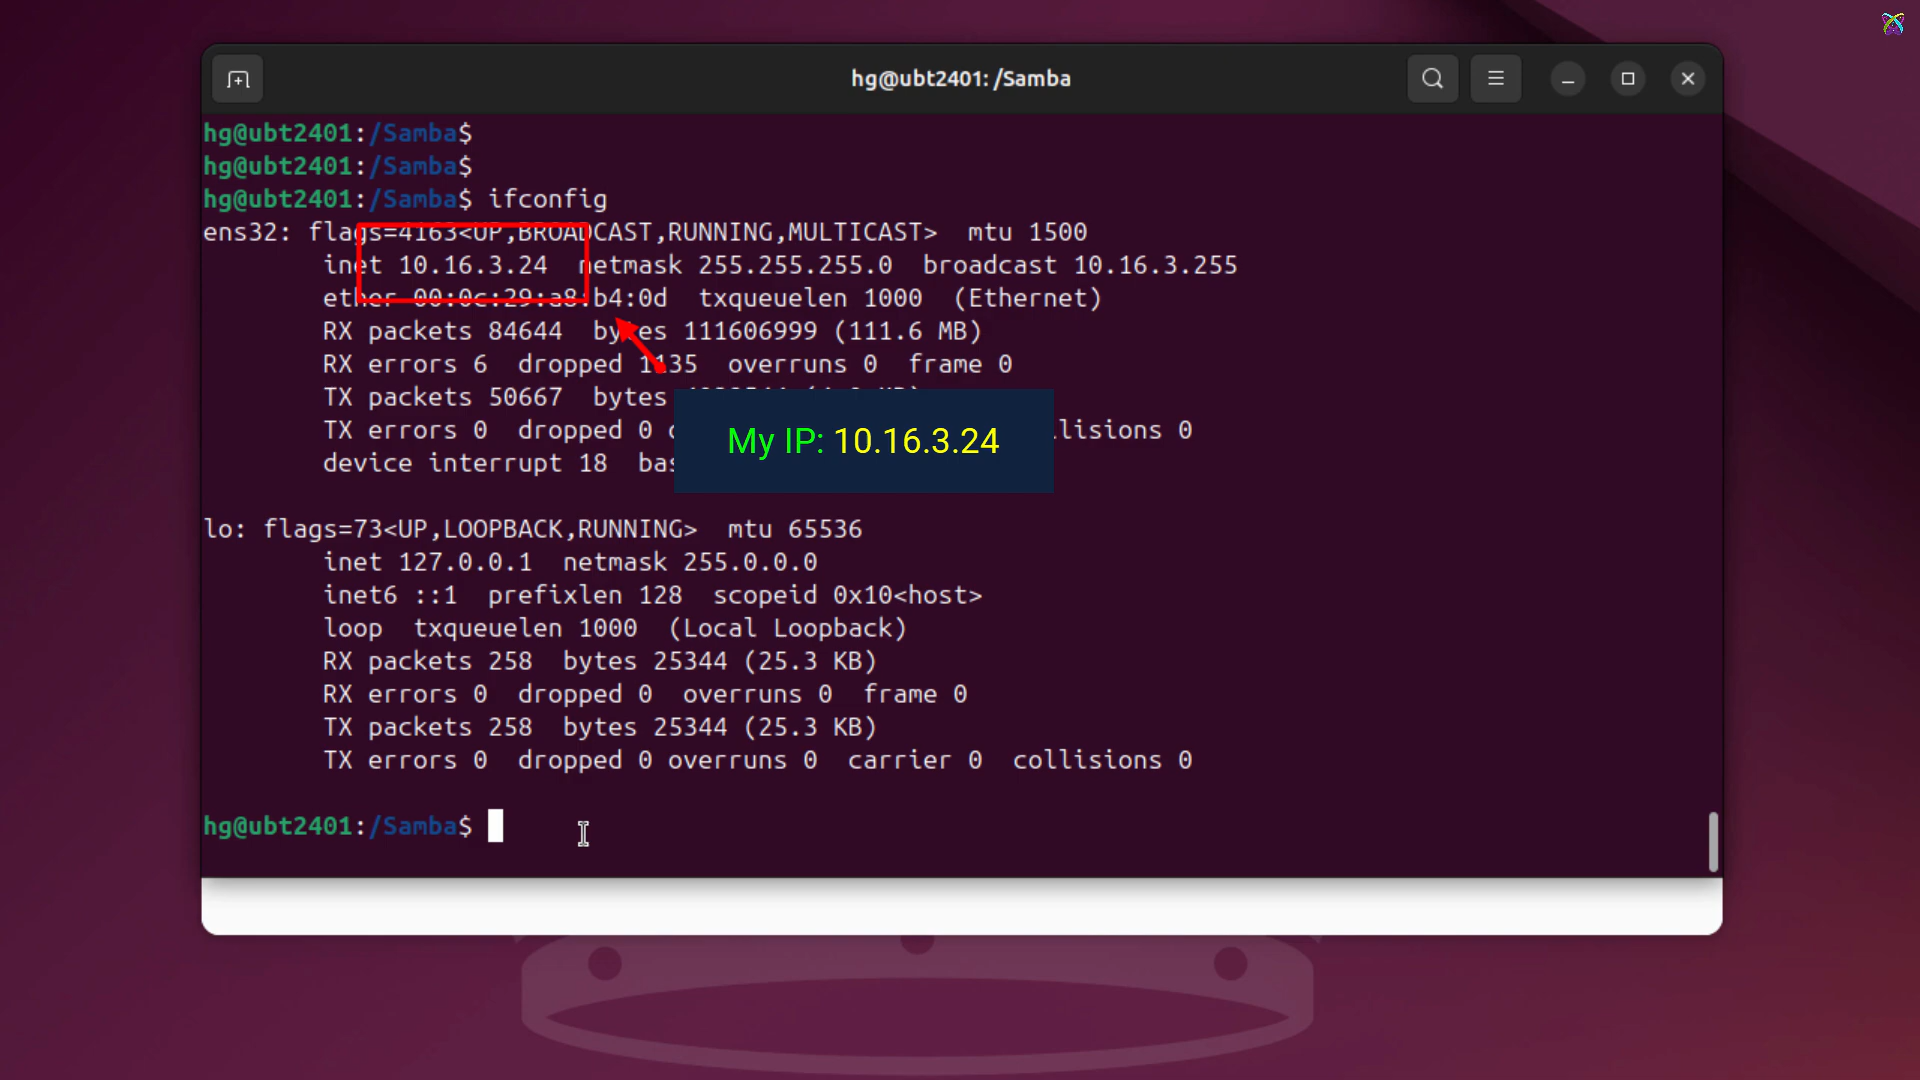 hg@ubt2401: /Samba
hg@ubt2401:/Samba$
hg@ubt2401:/Samba$
hg@ubt2401:/Samba$ ifconfig
ens32: flags=4163<UP,BROADCAST,RUNNING,MULTICAST>  mtu 1500
        inet 10.16.3.24  netmask 255.255.255.0  broadcast 10.16.3.255
        ether 00:0c:29:a8:b4:0d  txqueuelen 1000  (Ethernet)
        RX packets 84644  bytes 111606999 (111.6 MB)
        RX errors 6  dropped 1135  overruns 0  frame 0
        TX packets 50667  bytes
        TX errors 0  dropped 0
        device interrupt 18
My IP: 10.16.3.24
lo: flags=73<UP,LOOPBACK,RUNNING>  mtu 65536
        inet 127.0.0.1  netmask 255.0.0.0
        inet6 ::1  prefixlen 128  scopeid 0x10<host>
        loop  txqueuelen 1000  (Local Loopback)
        RX packets 258  bytes 25344 (25.3 KB)
        RX errors 0  dropped 0  overruns 0  frame 0
        TX packets 258  bytes 25344 (25.3 KB)
        TX errors 0  dropped 0 overruns 0  carrier 0  collisions 0
hg@ubt2401:/Samba$